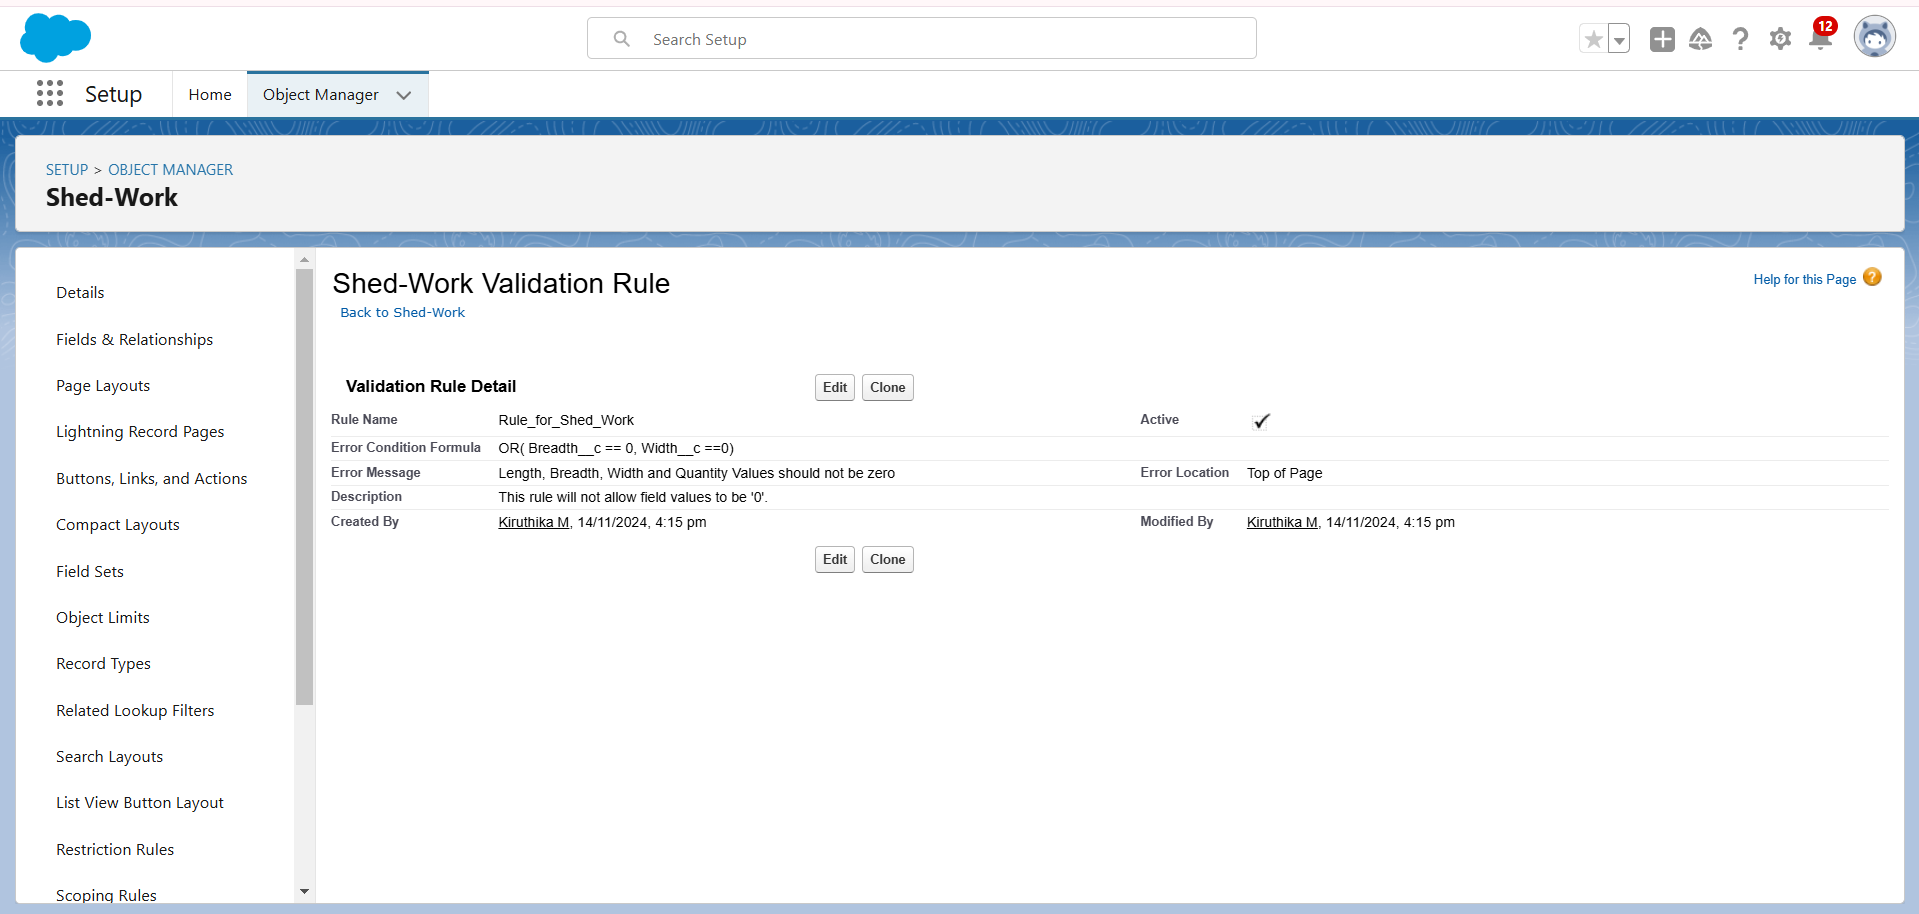 Search Setup
12
Setup
Home
Object Manager
SETUP > OBJECT MANAGER
Shed-Work
Details
Fields & Relationships
Page Layouts
Lightning Record Pages
Buttons, Links, and Actions
Compact Layouts
Field Sets
Object Limits
Record Types
Related Lookup Filters
Search Layouts
List View Button Layout
Restriction Rules
Scoping Rules
Shed-Work Validation Rule
Help for this Page ?
Back to Shed-Work
Validation Rule Detail
Edit Clone
Rule Name Rule_for_Shed_Work Active
Error Condition Formula OR( Breadth__c == 0, Width__c ==0)
Error Message Length, Breadth, Width and Quantity Values should not be zero Error Location Top of Page
Description This rule will not allow field values to be '0'.
Created By Kiruthika M, 14/11/2024, 4:15 pm Modified By Kiruthika M, 14/11/2024, 4:15 pm
Edit Clone